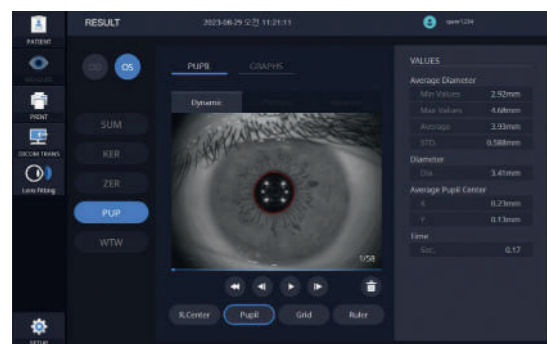 RESULT
2023-08-29 오전 11:21:11
qwer1234
PATIENT
PRINT
DICOM TRANS
Lens Fitting
OD
OS
SUM
KER
ZER
PUP
WTW
PUPIL
GRAPHS
Dynamic
1/58
R.Center
Pupil
Grid
Ruler
VALUES
Average Diameter
Min Values 2.92mm
Max Values 4.68mm
Average 3.93mm
STD. 0.588mm
Diameter
Dia. 3.41mm
Average Pupil Center
X 0.23mm
Y 0.13mm
Time
Sec. 0.17